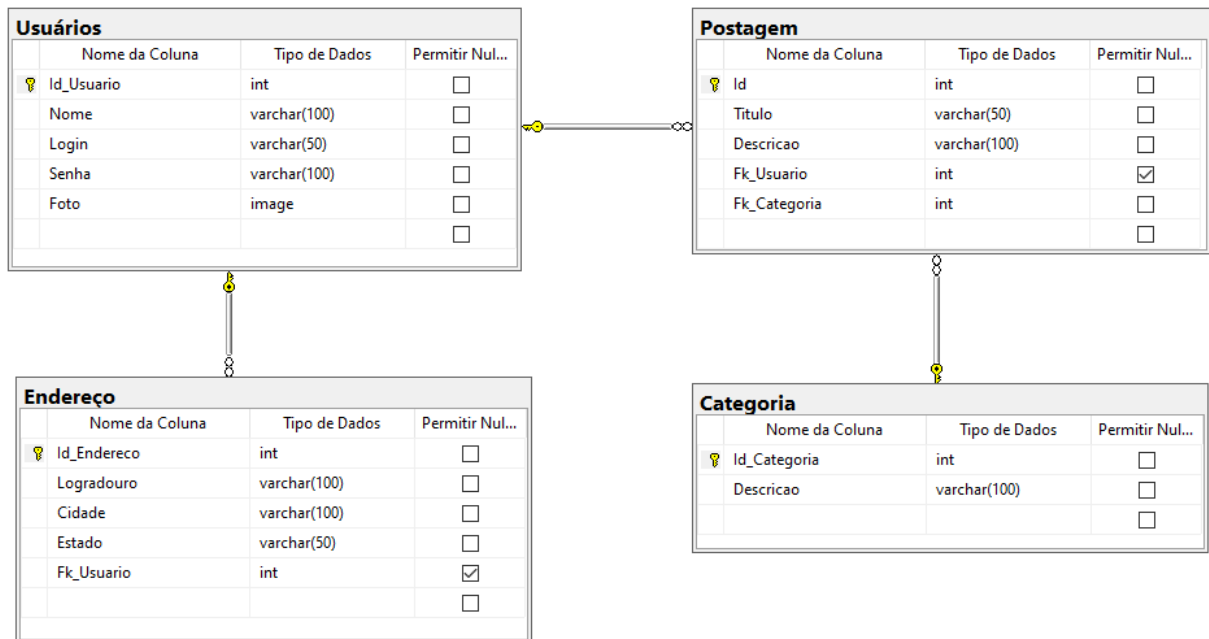 Usuários
Nome da Coluna Tipo de Dados Permitir Nul...
Id_Usuario int
Nome varchar(100)
Login varchar(50)
Senha varchar(100)
Foto image
Postagem
Nome da Coluna Tipo de Dados Permitir Nul...
Id int
Titulo varchar(50)
Descricao varchar(100)
Fk_Usuario int
Fk_Categoria int
Endereço
Nome da Coluna Tipo de Dados Permitir Nul...
Id_Endereco int
Logradouro varchar(100)
Cidade varchar(100)
Estado varchar(50)
Fk_Usuario int
Categoria
Nome da Coluna Tipo de Dados Permitir Nul...
Id_Categoria int
Descricao varchar(100)